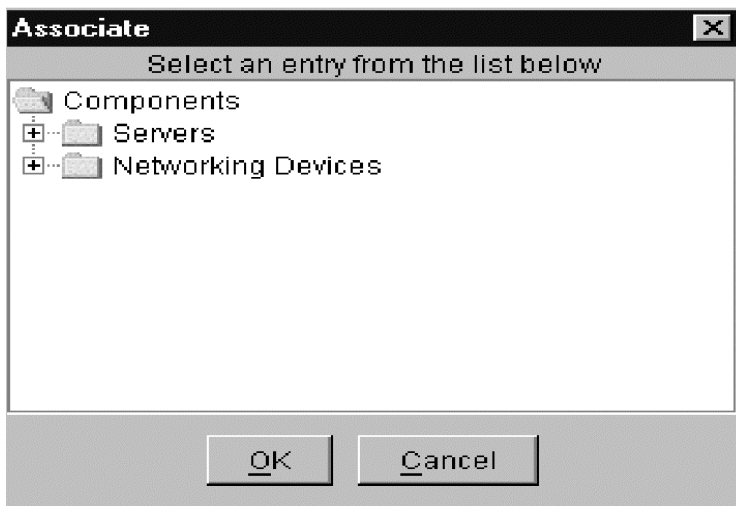 Associate
Select an entry from the list below
Components
Servers
Networking Devices
OK
Cancel